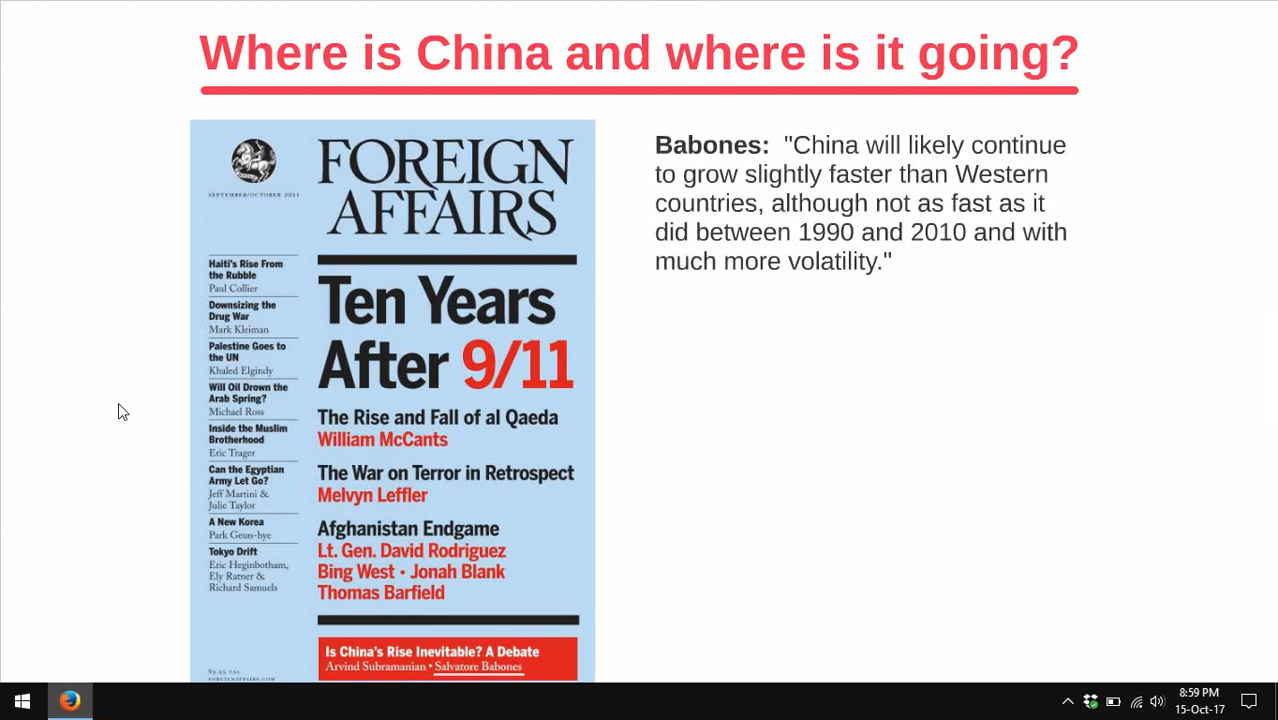 Where is China and where is it going?
SEPTEMBER/OCTOBER 2011
FOREIGN
AFFAIRS
Haiti's Rise From
the Rubble
Paul Collier
Downsizing the
Drug War
Mark Kleiman
Palestine Goes to
the UN
Khaled Elgindy
Will Oil Drown the
Arab Spring?
Michael Ross
Inside the Muslim
Brotherhood
Eric Trager
Can the Egyptian
Army Let Go?
Jeff Martini &
Julie Taylor
A New Korea
Park Geun-hye
Tokyo Drift
Eric Heginbotham,
Ely Ratner &
Richard Samuels
Ten Years
After 9/11
The Rise and Fall of al Qaeda
William McCants
The War on Terror in Retrospect
Melvyn Leffler
Afghanistan Endgame
Lt. Gen. David Rodriguez
Bing West • Jonah Blank
Thomas Barfield
Is China's Rise Inevitable? A Debate
Arvind Subramanian • Salvatore Babones
FOREIGNAFFAIRS.COM
Babones: "China will likely continue
to grow slightly faster than Western
countries, although not as fast as it
did between 1990 and 2010 and with
much more volatility."
8:59 PM
15-Oct-17